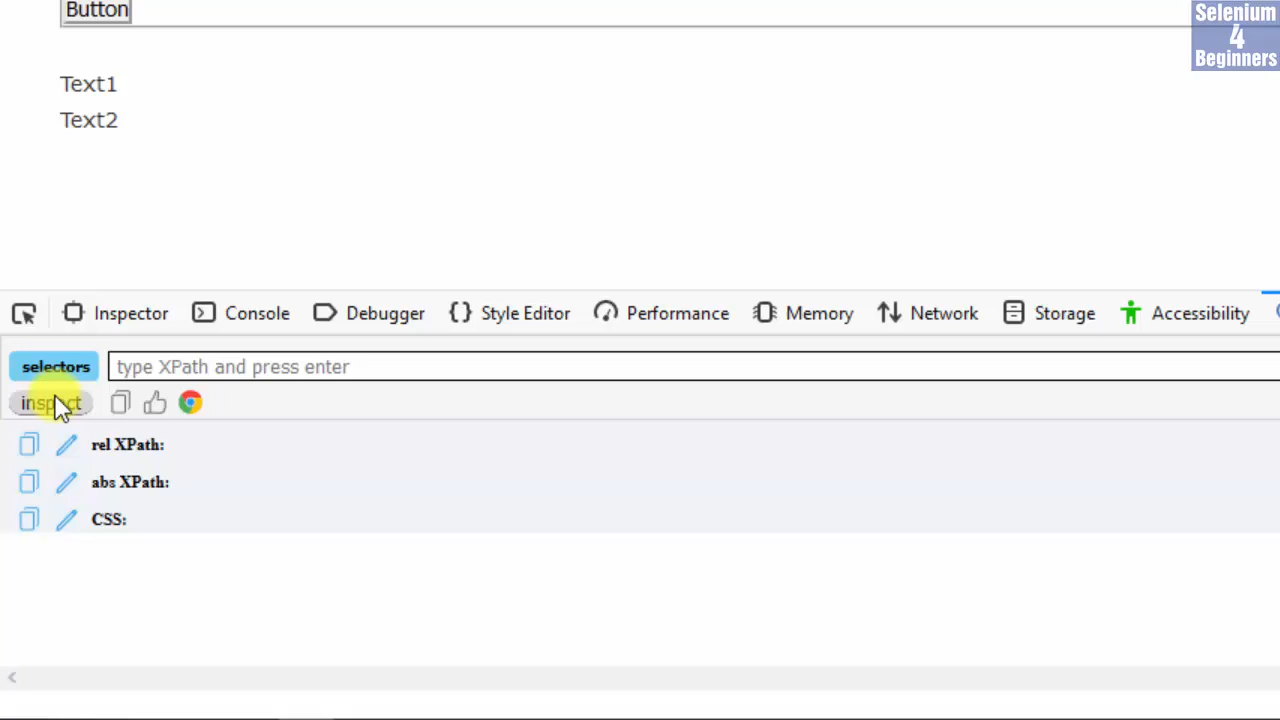 Button
Selenium
4
Beginners
Text1
Text2
Inspector Console Debugger {} Style Editor Performance Memory Network Storage Accessibility
selectors type XPath and press enter
inspect
rel XPath:
abs XPath:
CSS: